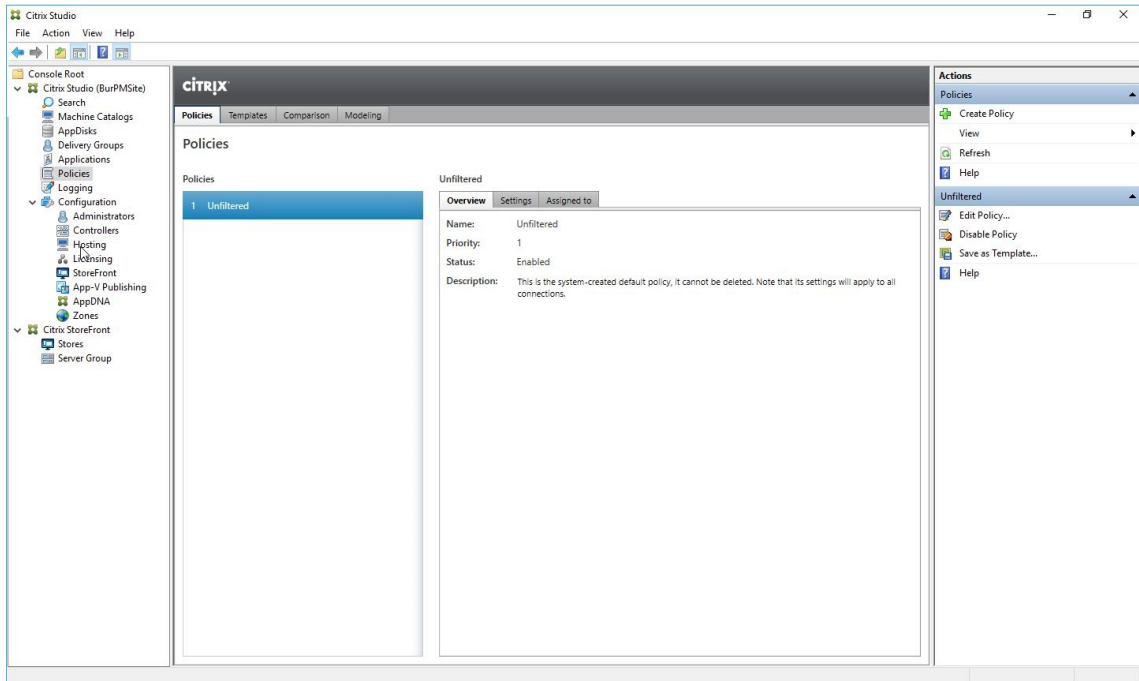 Citrix Studio
File Action View Help
Console Root
Citrix Studio (BurPMSite)
Search
Machine Catalogs
AppDisks
Delivery Groups
Applications
Policies
Logging
Configuration
Administrators
Controllers
Hosting
Licensing
StoreFront
App-V Publishing
AppDNA
Zones
Citrix StoreFront
Stores
Server Group
CITRIX
Policies Templates Comparison Modeling
Policies
Policies
1 Unfiltered
Unfiltered
Overview Settings Assigned to
Name: Unfiltered
Priority: 1
Status: Enabled
Description: This is the system-created default policy, it cannot be deleted. Note that its settings will apply to all
connections.
Actions
Policies
Create Policy
View
Refresh
Help
Unfiltered
Edit Policy...
Disable Policy
Save as Template...
Help